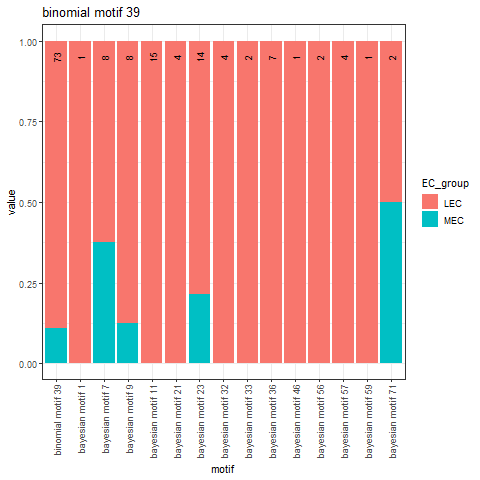 binomial motif 39
1.00
0.75
0.50
0.25
0.00
value
73
1
8
8
15
4
14
4
2
7
1
2
4
1
2
binomial motif 39
bayesian motif 1
bayesian motif 7
bayesian motif 9
bayesian motif 11
bayesian motif 21
bayesian motif 23
bayesian motif 32
bayesian motif 33
bayesian motif 36
bayesian motif 46
bayesian motif 56
bayesian motif 57
bayesian motif 59
bayesian motif 71
motif
EC_group
LEC
MEC